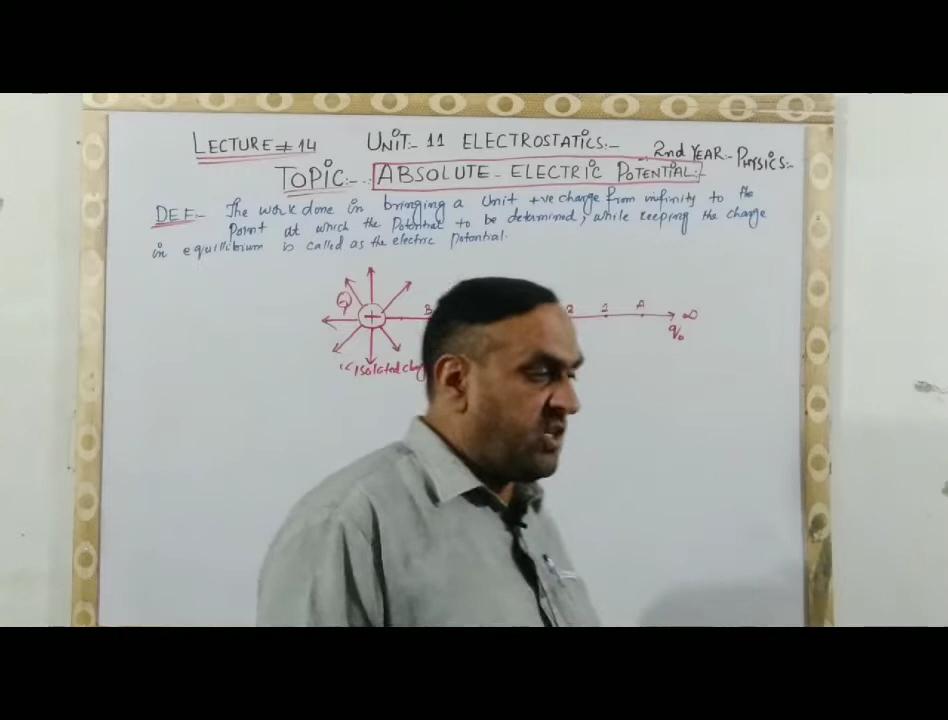 LECTURE # 14 UNIT:- 11 ELECTROSTATICS:- 2nd YEAR:- PHYSICS:-
TOPIC:- ABSOLUTE - ELECTRIC POTENTIAL:-
DEF:- The work done in bringing a Unit +ve charge from infinity to the
Point at which the Potential to be determined, while keeping the charge
in equilibrium is called as the electric potential.
+ B 2 3 A ∞
q₀
Isolated